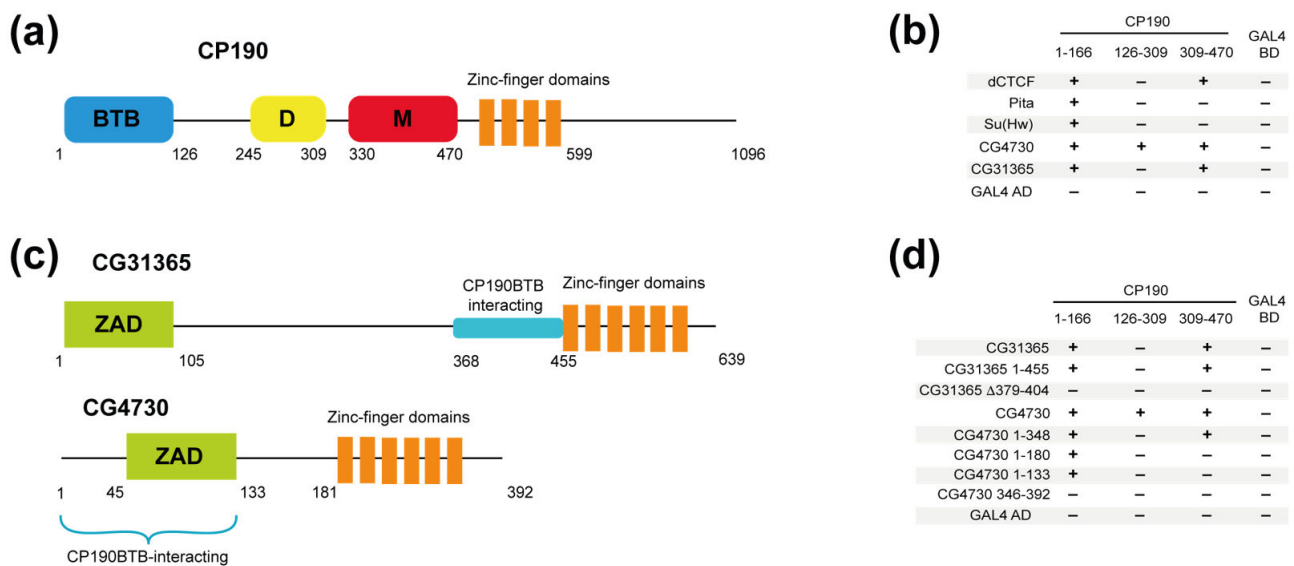 (a)
CP190
Zinc-finger domains
BTB D M
1 126 245 309 330 470 599 1096
(b)
CP190 GAL4 BD
1-166 126-309 309-470
dCTCF + – + –
Pita + – – –
Su(Hw) + – – –
CG4730 + + + –
CG31365 + – + –
GAL4 AD – – – –
(c)
CG31365
CP190BTB interacting
Zinc-finger domains
ZAD
1 105 368 455 639
CG4730
Zinc-finger domains
ZAD
1 45 133 181 392
CP190BTB-interacting
(d)
CP190 GAL4 BD
1-166 126-309 309-470
CG31365 + – + –
CG31365 1-455 + – + –
CG31365 Δ379-404 – – – –
CG4730 + + + –
CG4730 1-348 + – + –
CG4730 1-180 + – – –
CG4730 1-133 + – – –
CG4730 346-392 – – – –
GAL4 AD – – – –